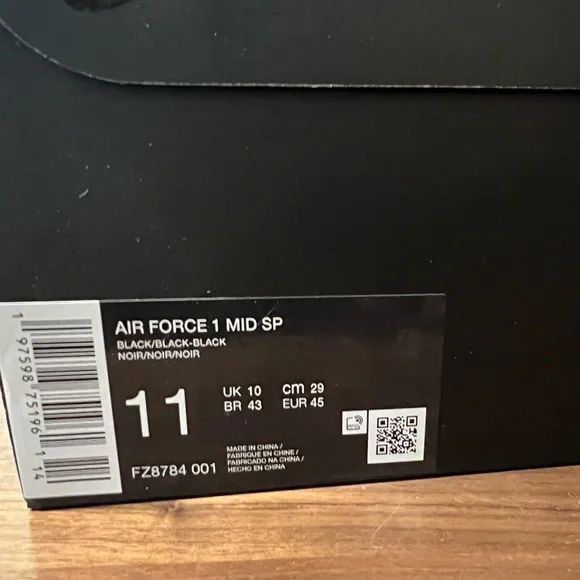 AIR FORCE 1 MID SP
BLACK/BLACK-BLACK
NOIR/NOIR/NOIR
11
UK 10 cm 29
BR 43 EUR 45
MADE IN CHINA /
FABRIQUE EN CHINE /
FABRICADO NA CHINA /
HECHO EN CHINA
FZ8784 001
1 97598 75196 1 14